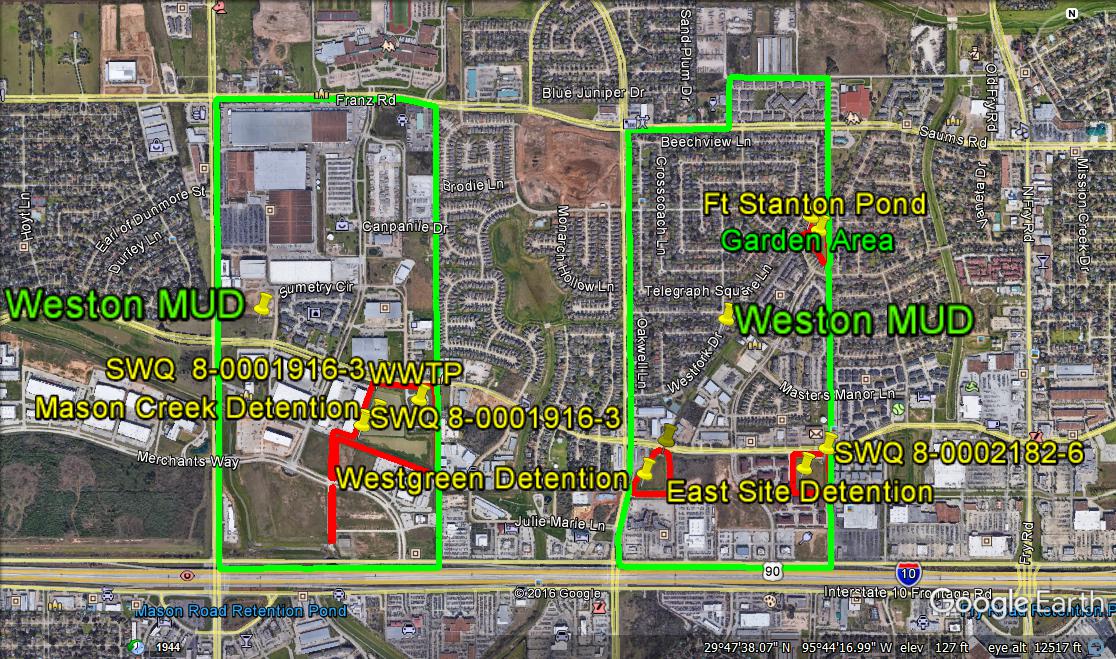 N
Franz Rd
Blue Juniper Dr
Sand Plum Dr
Old Fry Rd
Saums Rd
Beechview Ln
Brodie Ln
Crosscoach Ln
Hoyt Ln
Earl of Dunmore St
Durfey Ln
Campanile Dr
Monarch Hollow Ln
Ft Stanton Pond
Garden Area
N Fry Rd
Mission Creek Dr
Sumetry Cir
Telegraph Square Ln
Weston MUD
Weston MUD
Oakwell Ln
Westfork Dr
SWQ 8-0001916-3
WWTP
Masters Manor Ln
Mason Creek Detention
SWQ 8-0001916-3
Merchants Way
SWQ 8-0002182-6
Westgreen Detention
East Site Detention
Julie Marie Ln
Fry Rd
90
10
Interstate 10 Frontage Rd
© 2016 Google
Google Earth
Mason Road Retention Pond
1944
29°47'38.07" N 95°44'16.99" W elev 127 ft eye alt 12517 ft